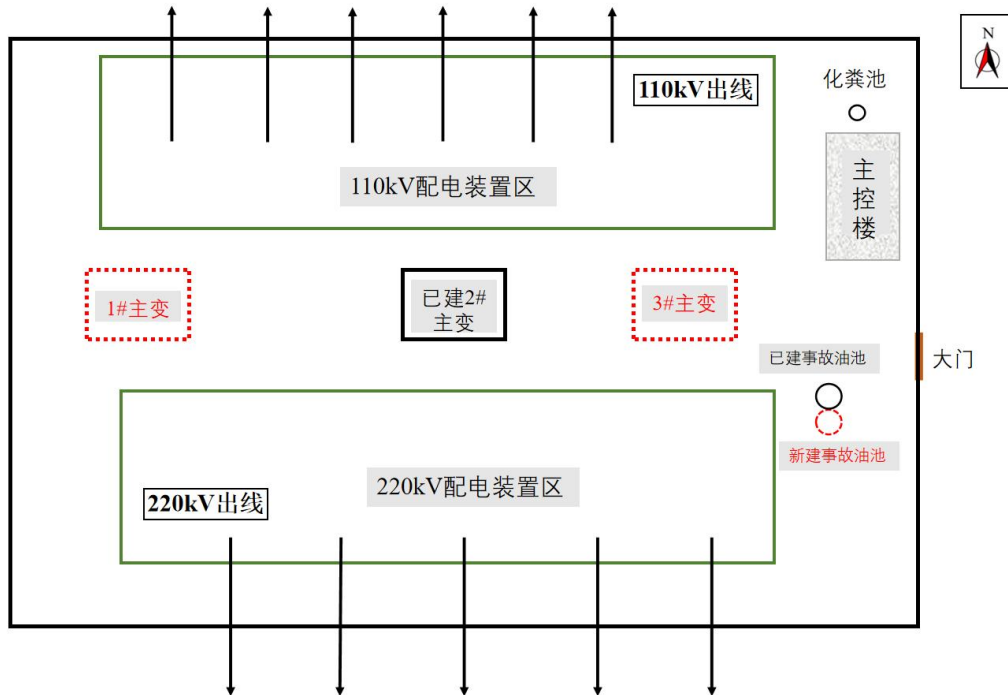 N
化粪池
110kV出线
主
控
楼
110kV配电装置区
1#主变
已建2#
主变
3#主变
已建事故油池
大门
新建事故油池
220kV配电装置区
220kV出线